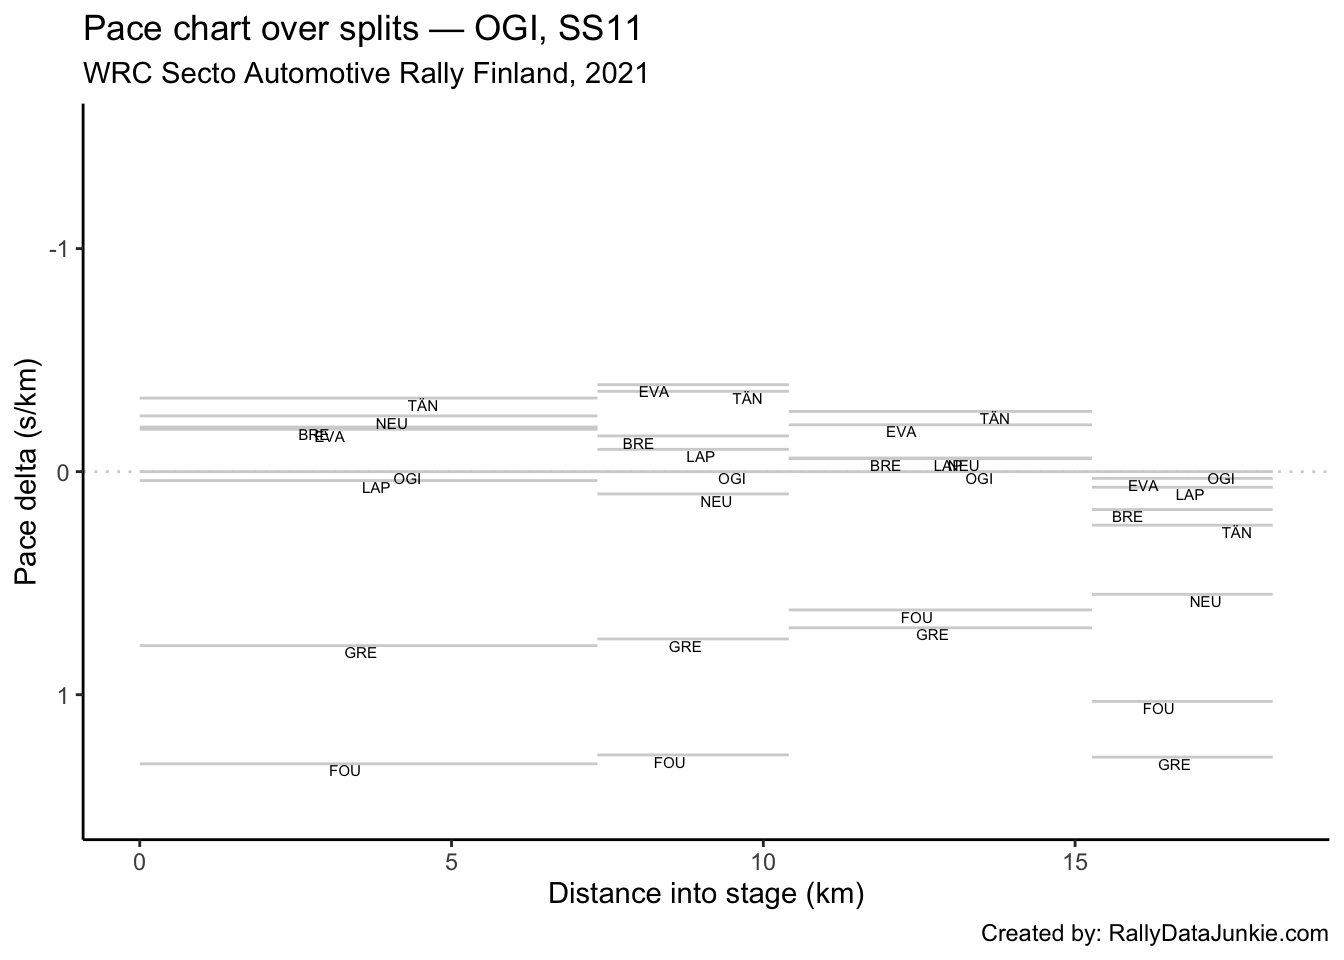 Pace chart over splits — OGI, SS11
WRC Secto Automotive Rally Finland, 2021
Pace delta (s/km)
-1
0
1
TÄN
NEU
BRE
EVA
OGI
LAP
GRE
FOU
EVA
TÄN
BRE
LAP
OGI
NEU
GRE
FOU
TÄN
EVA
BRE
LAP
NEU
OGI
FOU
GRE
OGI
EVA
LAP
BRE
TÄN
NEU
FOU
GRE
0
5
10
15
Distance into stage (km)
Created by: RallyDataJunkie.com